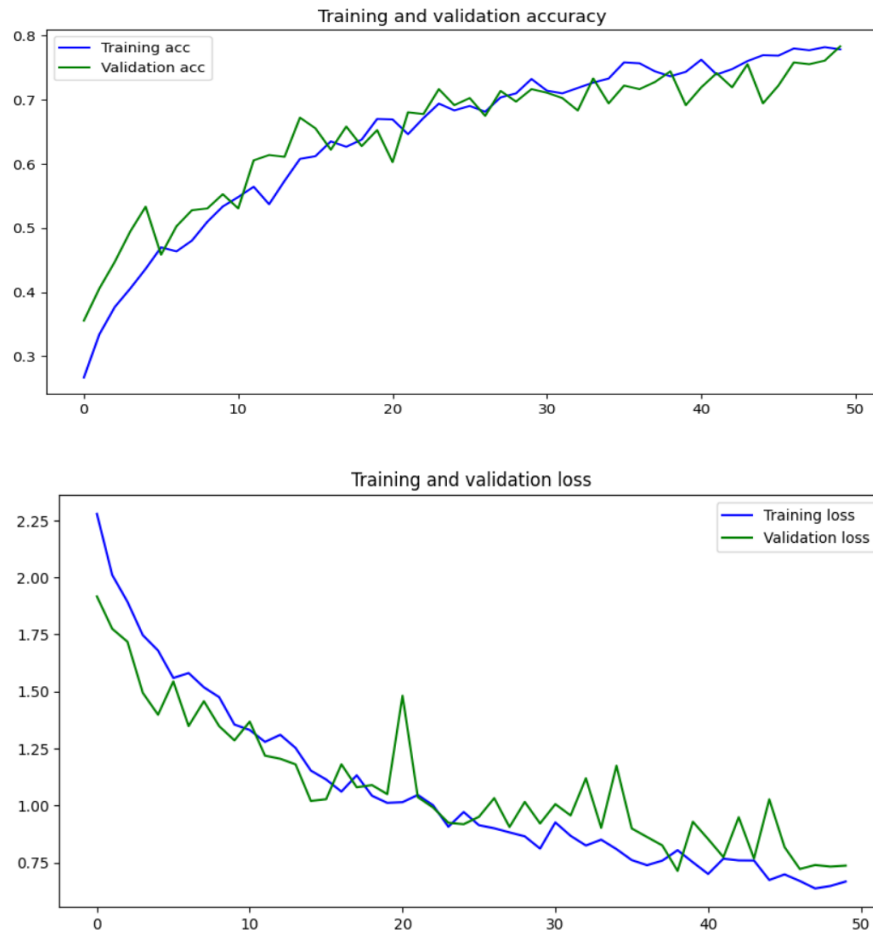 Training and validation accuracy
0.8
0.7
0.6
0.5
0.4
0.3
Training acc
Validation acc
0 10 20 30 40 50
Training and validation loss
2.25
2.00
1.75
1.50
1.25
1.00
0.75
Training loss
Validation loss
0 10 20 30 40 50